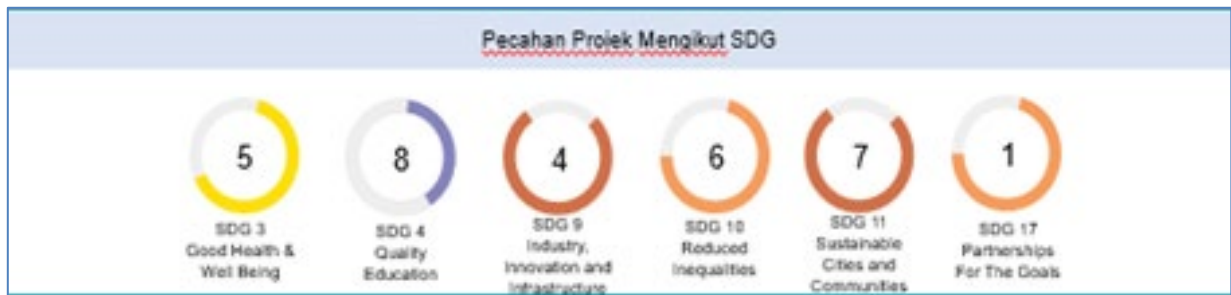 Pecahan Projek Mengikut SDG
5
8
4
6
7
1
SDG 3
Good Health &
Well Being
SDG 4
Quality
Education
SDG 9
Industry,
Innovation and
Infrastructure
SDG 10
Reduced
Inequalities
SDG 11
Sustainable
Cities and
Communities
SDG 17
Partnerships
For The Goals